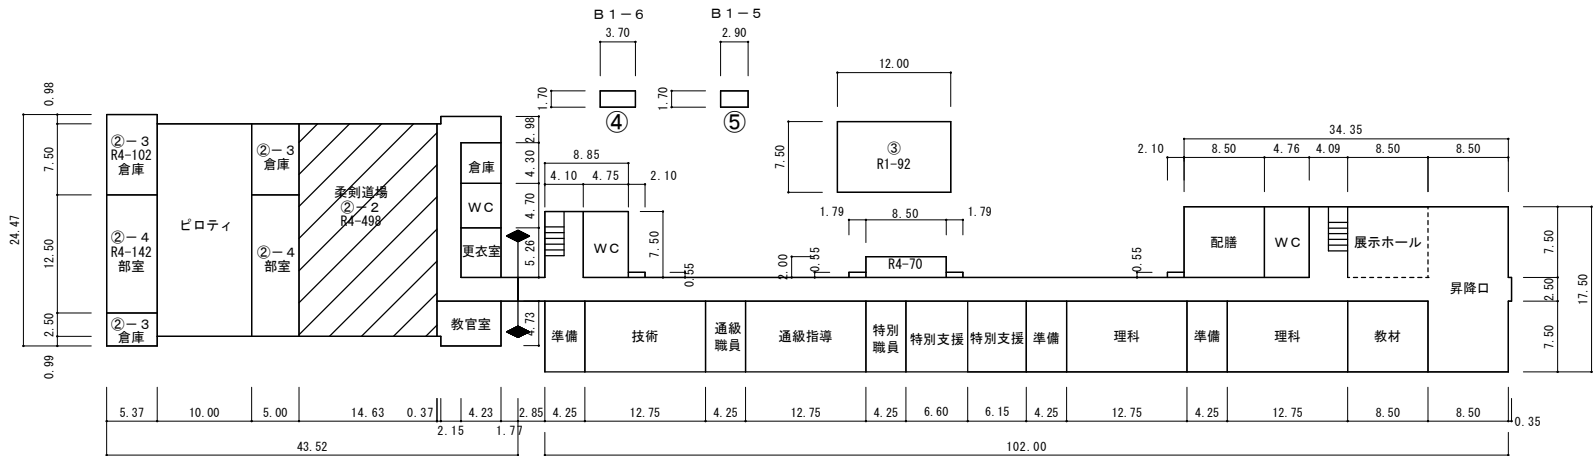 B1-6
B1-5
3.70
2.90
12.00
1.70
1.70
④
⑤
③
R1-92
7.50
34.35
2.10
8.50
4.76
4.09
8.50
8.50
0.98
7.50
12.50
2.50
0.99
24.47
②-3
R4-102
倉庫
②-4
R4-142
部室
②-3
倉庫
ピロティ
②-3
倉庫
②-4
部室
柔剣道場
②-2
R4-498
倉庫
WC
更衣室
教官室
2.98
4.30
4.70
5.26
4.73
8.85
4.10
4.75
2.10
WC
7.50
0.55
2.00
0.55
1.79
8.50
1.79
R4-70
0.55
配膳
WC
展示ホール
昇降口
7.50
2.50
7.50
17.50
準備
技術
通級
職員
通級指導
特別
職員
特別支援
特別支援
準備
理科
準備
理科
教材
5.37
10.00
5.00
14.63
0.37
2.15
4.23
1.77
2.85
4.25
12.75
4.25
12.75
4.25
6.60
6.15
4.25
12.75
4.25
12.75
8.50
8.50
0.35
43.52
102.00